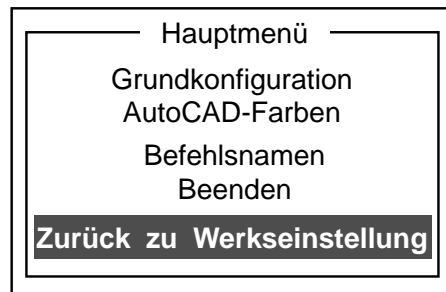 Hauptmenü
Grundkonfiguration
AutoCAD-Farben
Befehlsnamen
Beenden
Zurück zu Werkseinstellung